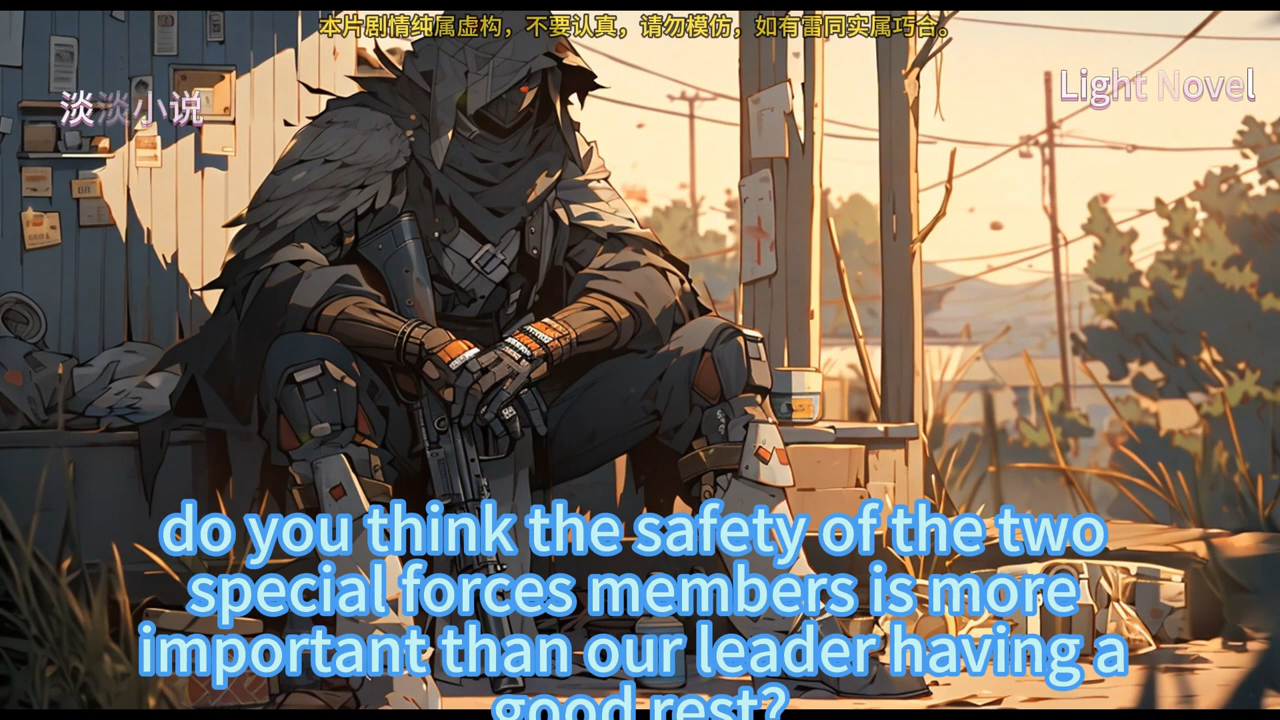 本片剧情纯属虚构，不要认真，请勿模仿，如有雷同实属巧合。
淡淡小说
Light Novel
do you think the safety of the two
special forces members is more
important than our leader having a
good rest?